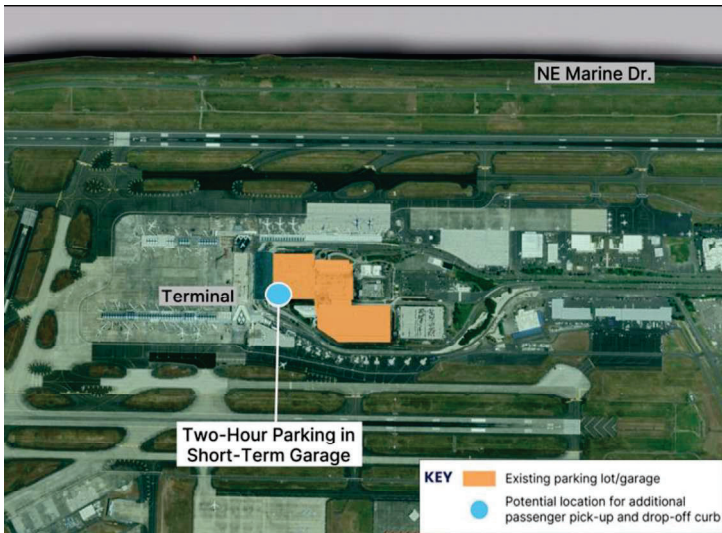 NE Marine Dr.
Terminal
Two-Hour Parking in
Short-Term Garage
KEY
Existing parking lot/garage
Potential location for additional
passenger pick-up and drop-off curb